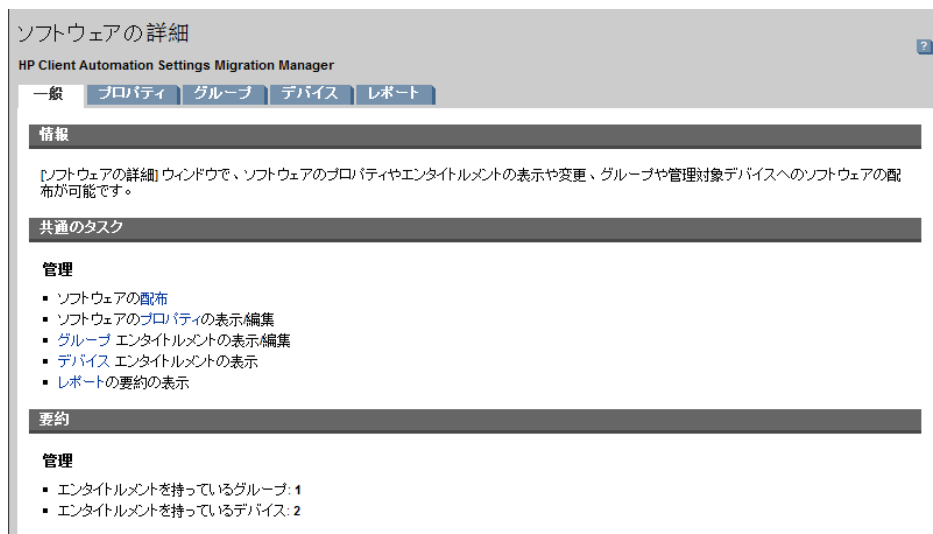 ソフトウェアの詳細
?
HP Client Automation Settings Migration Manager
一般 プロパティ グループ デバイス レポート
情報
[ソフトウェアの詳細] ウィンドウで、ソフトウェアのプロパティやエンタイトルメントの表示や変更、グループや管理対象デバイスへのソフトウェアの配
布が可能です。
共通のタスク
管理
▪ ソフトウェアの配布
▪ ソフトウェアのプロパティの表示/編集
▪ グループ エンタイトルメントの表示/編集
▪ デバイス エンタイトルメントの表示
▪ レポートの要約の表示
要約
管理
▪ エンタイトルメントを持っているグループ: 1
▪ エンタイトルメントを持っているデバイス: 2